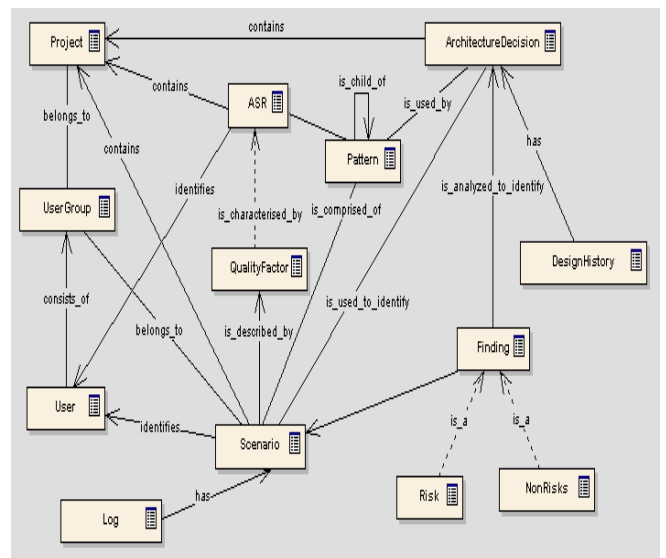 contains
Project
ArchitectureDecision
is_child_of
contains
ASR
is_used_by
belongs_to
Pattern
contains
has
identifies
is_analyzed_to_identify
UserGroup
is_characterised_by
is_comprised_of
QualityFactor
DesignHistory
consists_of
is_used_to_identify
belongs_to
is_described_by
Finding
User
identifies
Scenario
is_a
is_a
has
Risk
NonRisks
Log